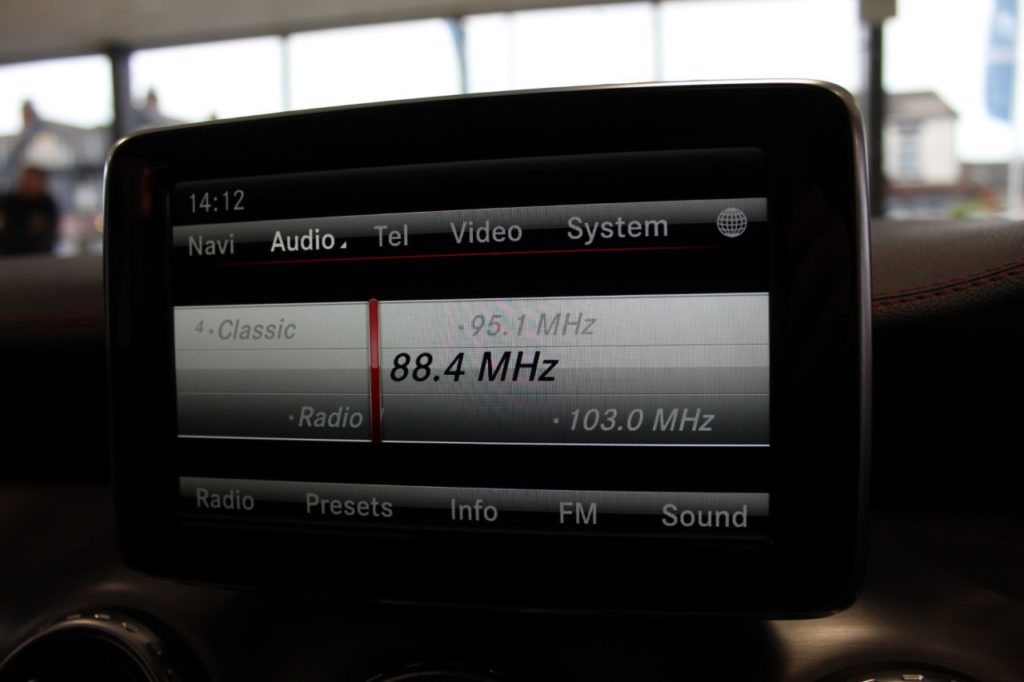 14:12
Navi Audio Tel Video System
4 · Classic · 95.1 MHz
88.4 MHz
· Radio · 103.0 MHz
Radio Presets Info FM Sound